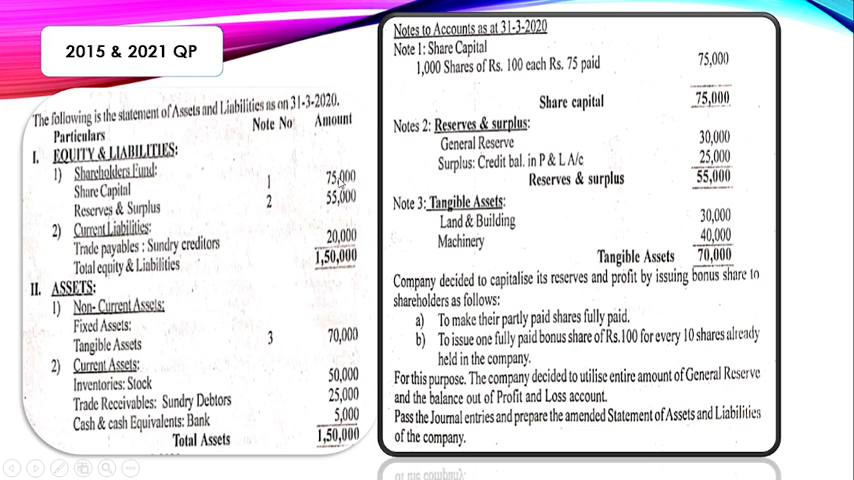 2015 & 2021 QP
The following is the statement of Assets and Liabilities as on 31-3-2020.
Particulars Note No Amount
I. EQUITY & LIABILITIES:
1) Shareholders Fund:
Share Capital 1 75,000
Reserves & Surplus 2 55,000
2) Current Liabilities:
Trade payables : Sundry creditors 20,000
Total equity & Liabilities 1,50,000
II. ASSETS:
1) Non- Current Assets:
Fixed Assets:
Tangible Assets 3 70,000
2) Current Assets:
Inventories: Stock 50,000
Trade Receivables: Sundry Debtors 25,000
Cash & cash Equivalents: Bank 5,000
Total Assets 1,50,000
Notes to Accounts as at 31-3-2020
Note 1: Share Capital
1,000 Shares of Rs. 100 each Rs. 75 paid 75,000
Share capital 75,000
Notes 2: Reserves & surplus:
General Reserve 30,000
Surplus: Credit bal. in P & L A/c 25,000
Reserves & surplus 55,000
Note 3: Tangible Assets:
Land & Building 30,000
Machinery 40,000
Tangible Assets 70,000
Company decided to capitalise its reserves and profit by issuing bonus share to
shareholders as follows:
a) To make their partly paid shares fully paid.
b) To issue one fully paid bonus share of Rs.100 for every 10 shares already
held in the company.
For this purpose. The company decided to utilise entire amount of General Reserve
and the balance out of Profit and Loss account.
Pass the Journal entries and prepare the amended Statement of Assets and Liabilities
of the company.